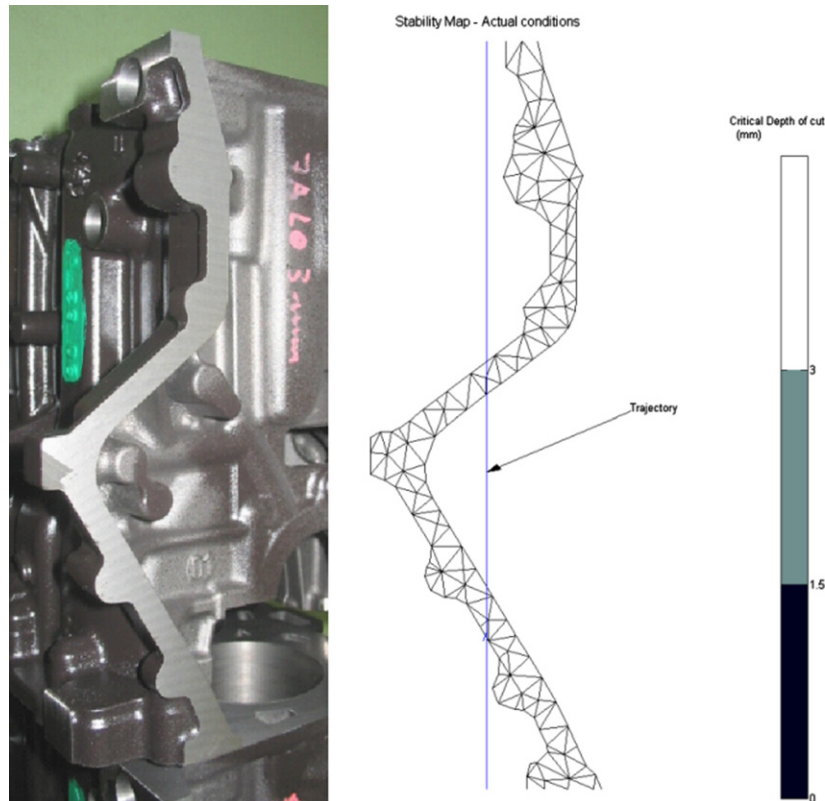 Stability Map - Actual conditions
Critical Depth of cut
(mm)
3
Trajectory
1.5
0